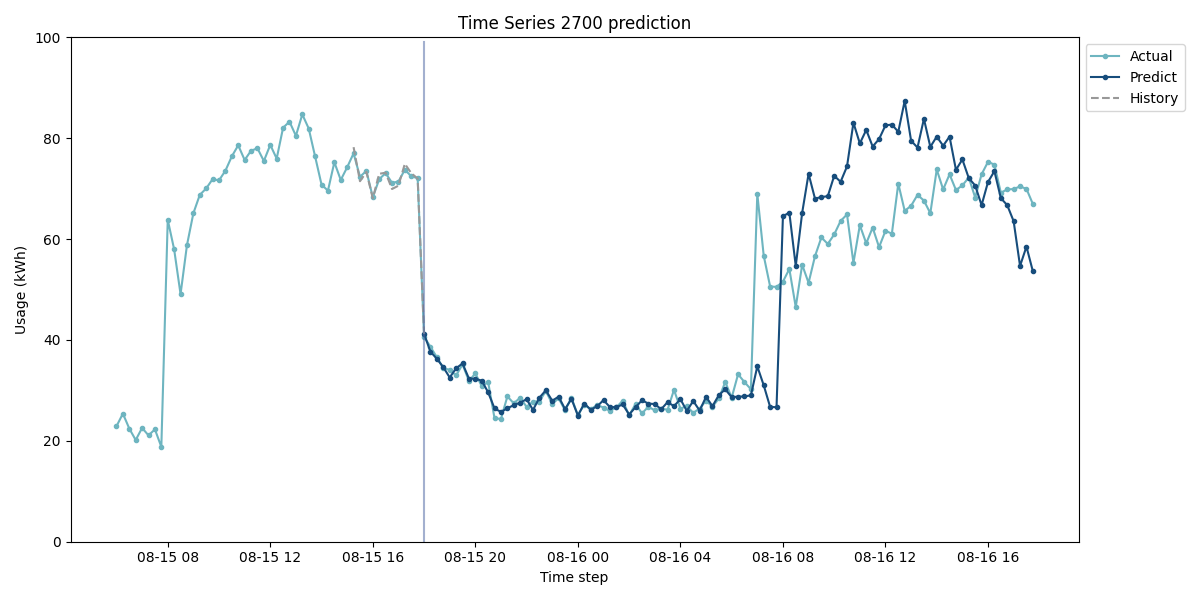 Time Series 2700 prediction
100
80
60
40
20
0
Usage (kWh)
08-15 08
08-15 12
08-15 16
08-15 20
08-16 00
08-16 04
08-16 08
08-16 12
08-16 16
Time step
Actual
Predict
History